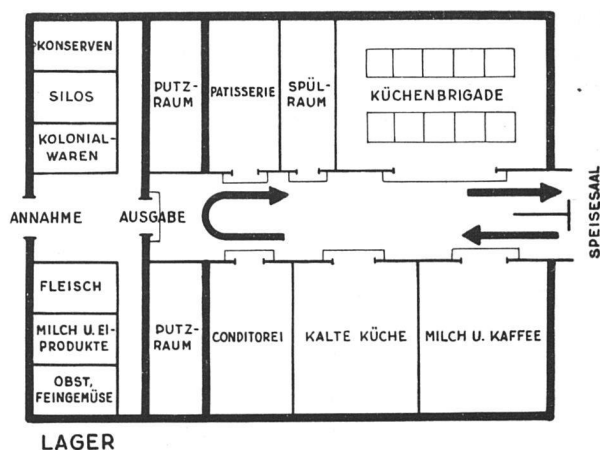 KONSERVEN
SILOS
KOLONIAL-
WAREN
PUTZ-
RAUM
PATISSERIE
SPÜL-
RAUM
KÜCHENBRIGADE
ANNAHME
AUSGABE
SPEISESAAL
FLEISCH
MILCH U. EI-
PRODUKTE
OBST,
FEINGEMÜSE
PUTZ-
RAUM
CONDITOREI
KALTE KÜCHE
MILCH U. KAFFEE
LAGER